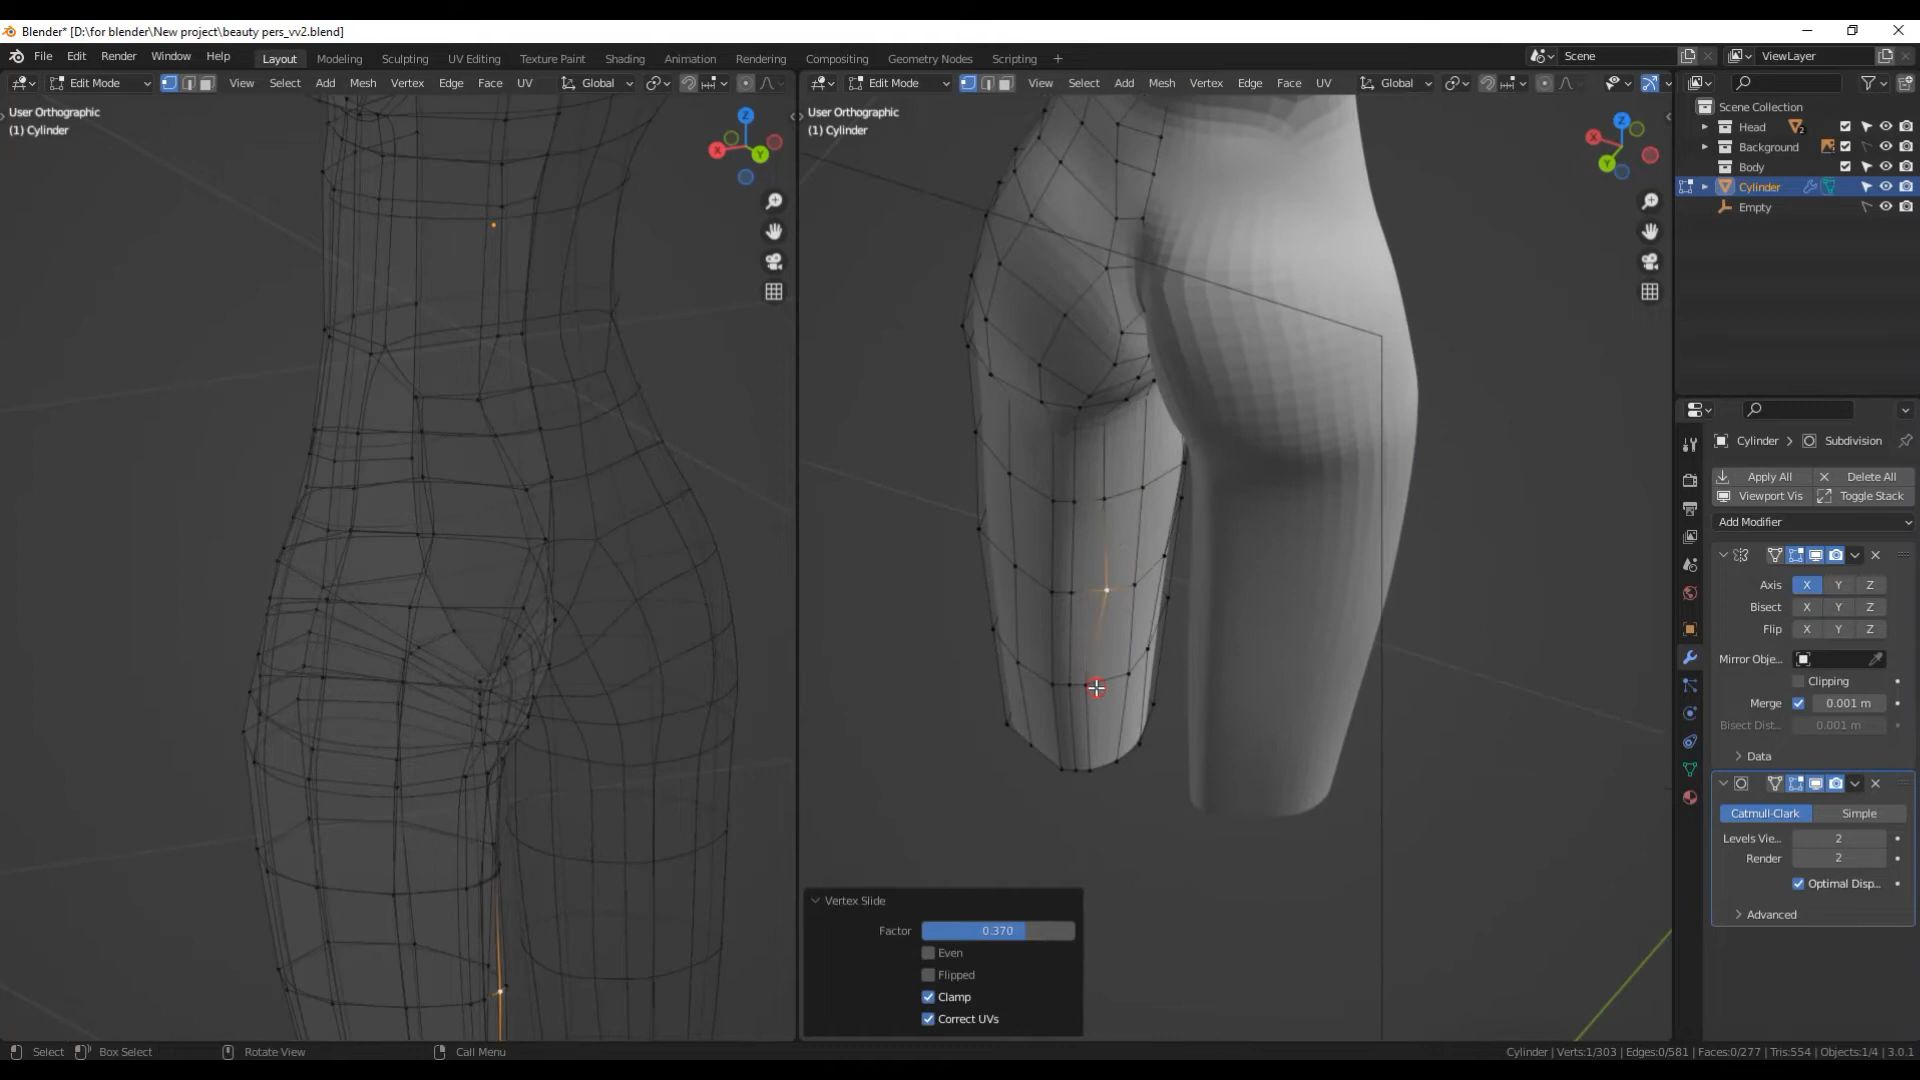 Blender* [D:\for blender\New project\beauty pers_vv2.blend]
File Edit Render Window Help Layout Modeling Sculpting UV Editing Texture Paint Shading Animation Rendering Compositing Geometry Nodes Scripting + Scene ViewLayer
Edit Mode View Select Add Mesh Vertex Edge Face UV Global Edit Mode View Select Add Mesh Vertex Edge Face UV Global
User Orthographic
(1) Cylinder
User Orthographic
(1) Cylinder
X Y Z
X Y Z
Scene Collection
Head 2
Background
Body
Cylinder
Empty
Cylinder > Subdivision
Apply All Delete All
Viewport Vis Toggle Stack
Add Modifier
Axis X Y Z
Bisect X Y Z
Flip X Y Z
Mirror Obje...
Clipping
Merge 0.001 m
Bisect Dist... 0.001 m
Data
Catmull-Clark Simple
Levels Vie... 2
Render 2
Optimal Disp...
Advanced
Vertex Slide
Factor 0.370
Even
Flipped
Clamp
Correct UVs
Select Box Select Rotate View Call Menu Cylinder | Verts:1/303 | Edges:0/581 | Faces:0/277 | Tris:554 | Objects:1/4 | 3.0.1